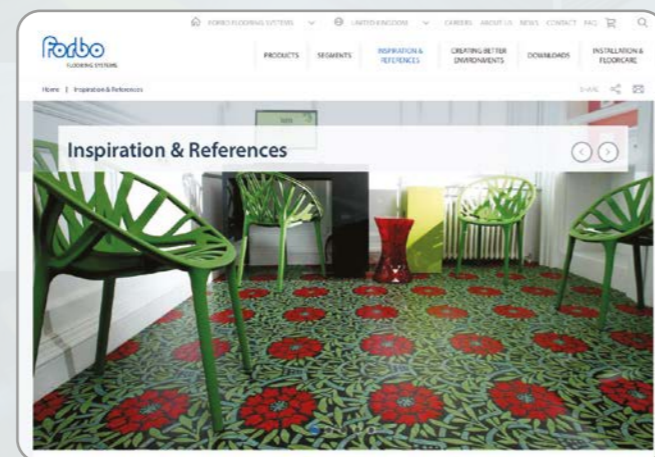 FORBO FLOORING SYSTEMS UNITED KINGDOM CAREERS ABOUT US NEWS CONTACT FAQ
Forbo
FLOORING SYSTEMS
PRODUCTS SEGMENTS INSPIRATION & REFERENCES CREATING BETTER ENVIRONMENTS DOWNLOADS INSTALLATION & FLOORCARE
Home | Inspiration & References
SHARE
Inspiration & References